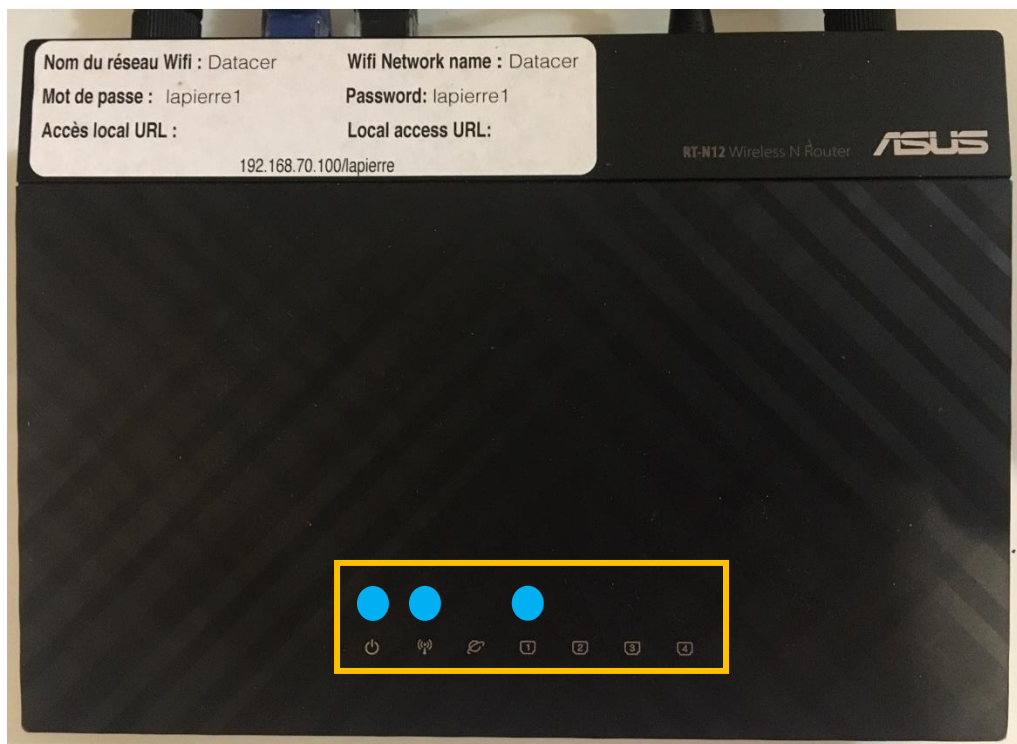 Nom du réseau Wifi : Datacer
Wifi Network name : Datacer
Mot de passe : lapierre1
Password: lapierre1
Accès local URL :
Local access URL:
192.168.70.100/lapierre
RT-N12 Wireless N Router
ASUS
1
2
3
4